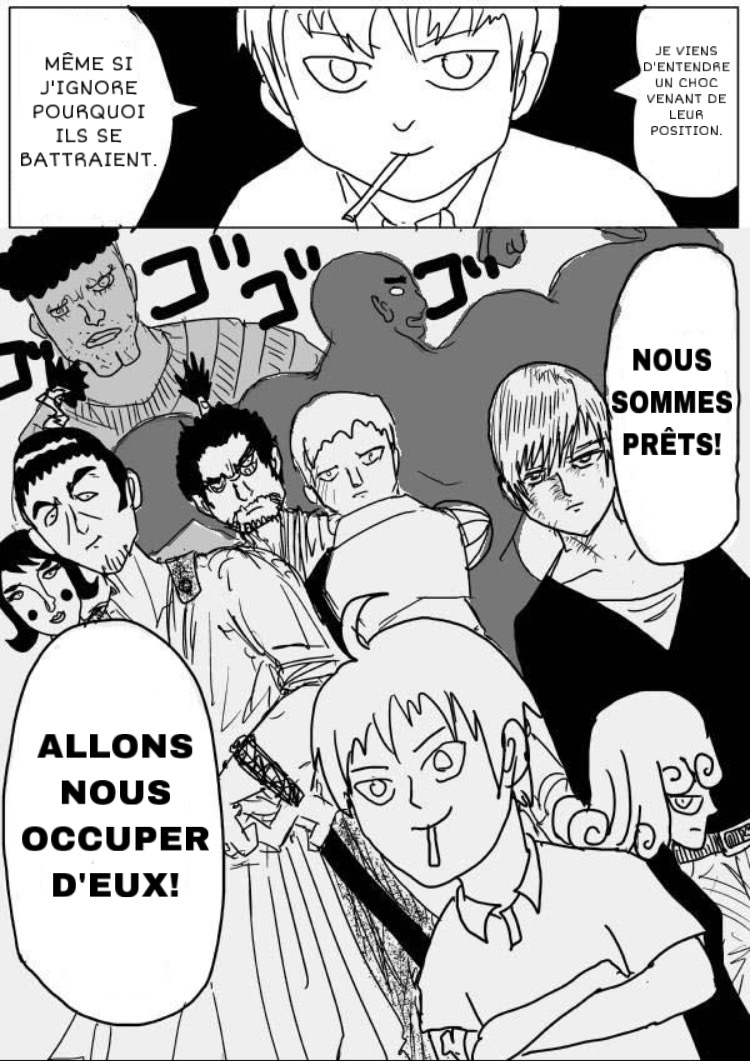 JE VIENS
D'ENTENDRE
UN CHOC
VENANT DE
LEUR
POSITION.
MÊME SI
J'IGNORE
POURQUOI
ILS SE
BATTRAIENT.
ゴゴゴゴ
NOUS
SOMMES
PRÊTS!
ALLONS
NOUS
OCCUPER
D'EUX!